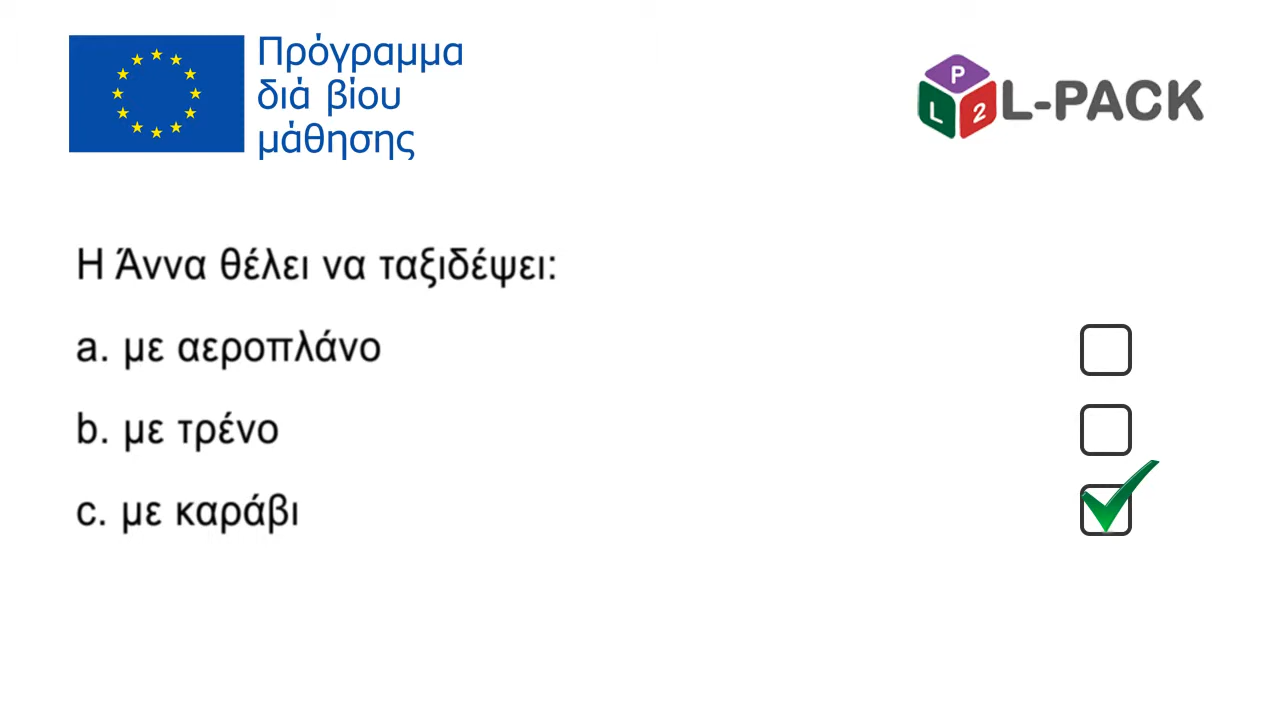 Πρόγραμμα
διά βίου
μάθησης
P
L
2
L-PACK
Η Άννα θέλει να ταξιδέψει:
a. με αεροπλάνο
b. με τρένο
c. με καράβι